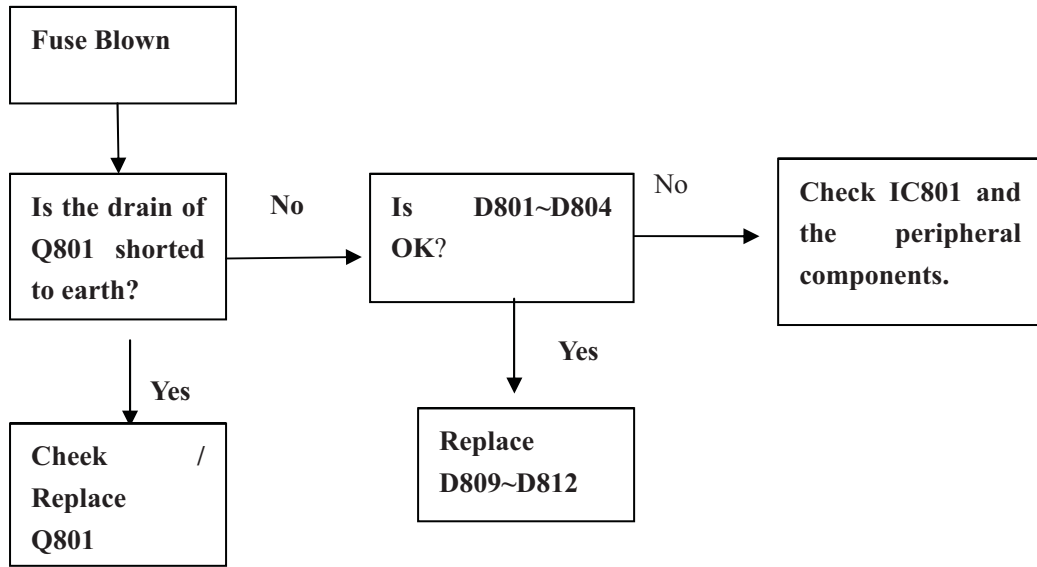 Fuse Blown
Is the drain of
Q801 shorted
to earth?
No
Is D801~D804
OK?
No
Check IC801 and
the peripheral
components.
Yes
Yes
Cheek /
Replace
Q801
Replace
D809~D812